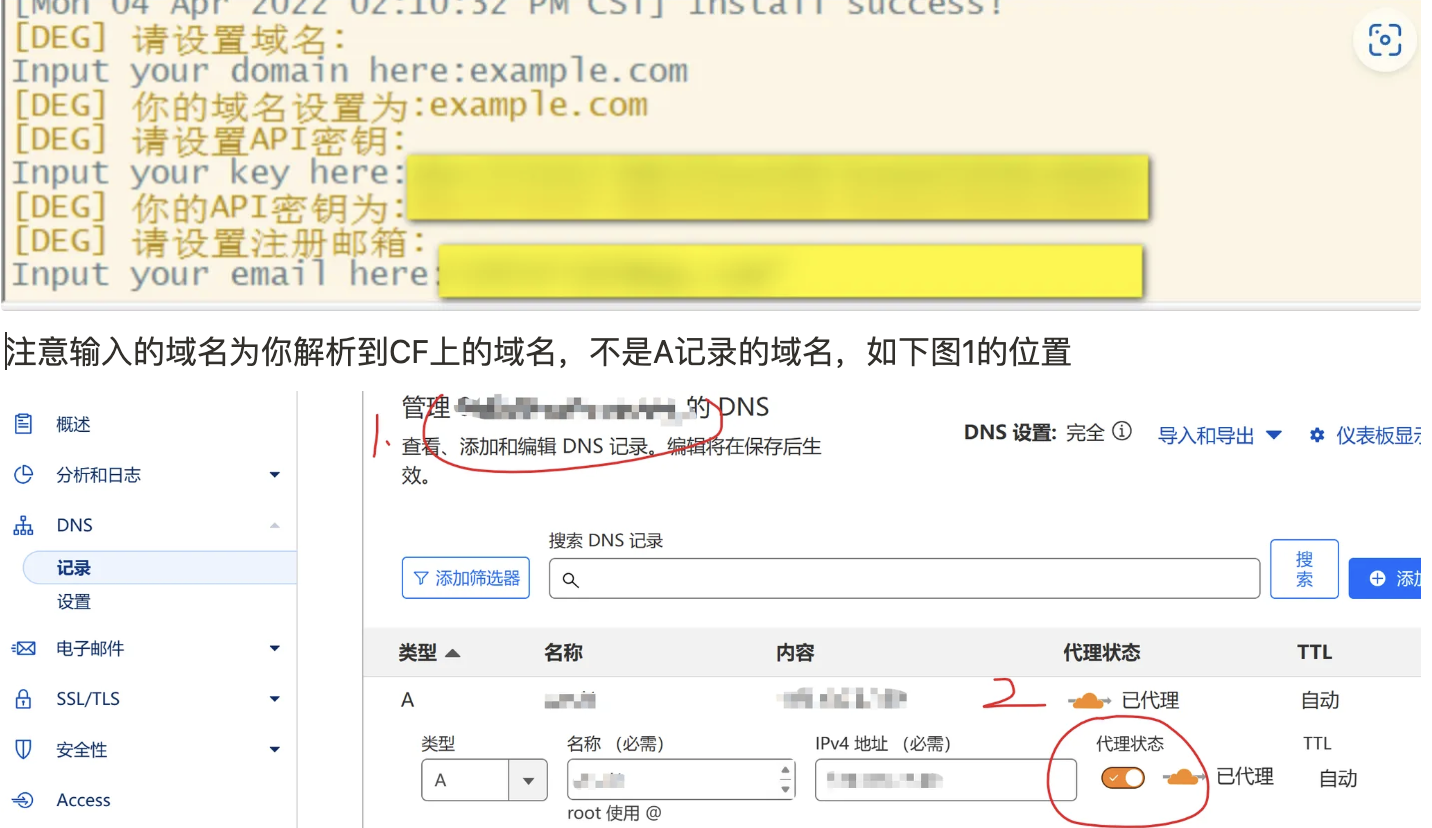 [Mon 04 Apr 2022 02:10:32 PM CST] Install success!
[DEG] 请设置域名:
Input your domain here:example.com
[DEG] 你的域名设置为:example.com
[DEG] 请设置API密钥:
Input your key here:
[DEG] 你的API密钥为:
[DEG] 请设置注册邮箱:
Input your email here:
注意输入的域名为你解析到CF上的域名，不是A记录的域名，如下图1的位置
概述
分析和日志
DNS
记录
设置
电子邮件
SSL/TLS
安全性
Access
1、
管理 的 DNS
查看、添加和编辑 DNS 记录。编辑将在保存后生
效。
DNS 设置: 完全
导入和导出
仪表板显示
搜索 DNS 记录
添加筛选器
搜
索
添加
类型 名称 内容 代理状态 TTL
A 2 已代理 自动
类型 名称 （必需） IPv4 地址 （必需） 代理状态 TTL
A 已代理 自动
root 使用 @